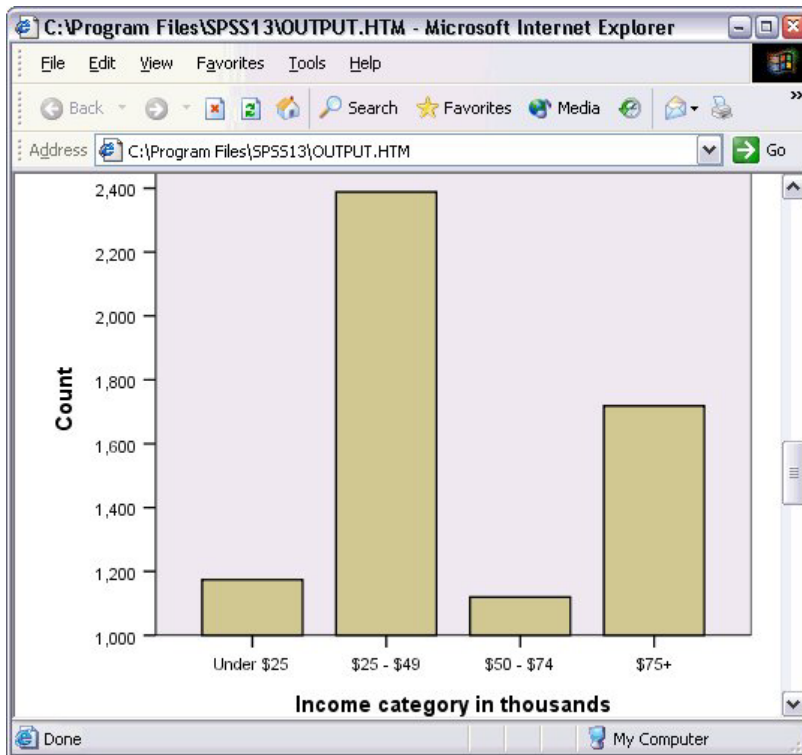 C:\Program Files\SPSS13\OUTPUT.HTM - Microsoft Internet Explorer
File Edit View Favorites Tools Help
Back Search Favorites Media »
Address C:\Program Files\SPSS13\OUTPUT.HTM Go
2,400
2,200
2,000
1,800
1,600
1,400
1,200
1,000
Count
Under $25 $25 - $49 $50 - $74 $75+
Income category in thousands
Done My Computer